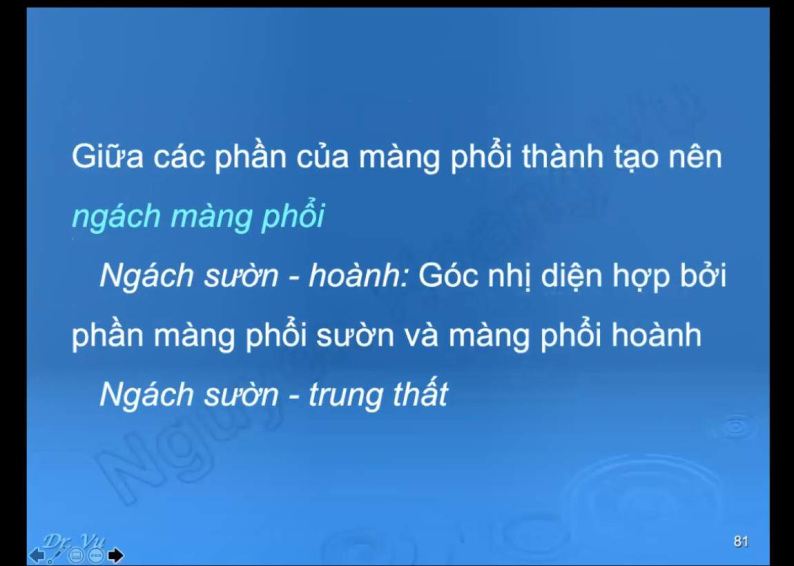 Giữa các phần của màng phổi thành tạo nên
ngách màng phổi
Ngách sườn - hoành: Góc nhị diện hợp bởi
phần màng phổi sườn và màng phổi hoành
Ngách sườn - trung thất
Dr. Vu
81